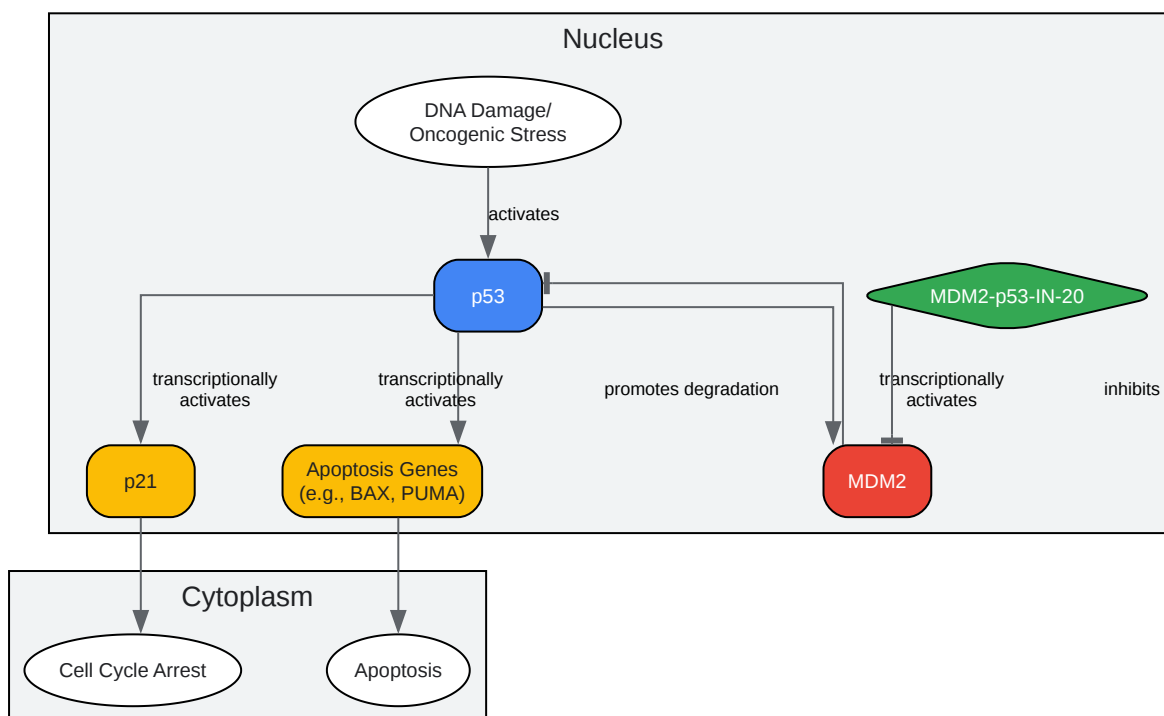 Nucleus
DNA Damage/
Oncogenic Stress
activates
p53
MDM2-p53-IN-20
transcriptionally
activates
transcriptionally
activates
promotes degradation
transcriptionally
activates
inhibits
p21
Apoptosis Genes
(e.g., BAX, PUMA)
MDM2
Cytoplasm
Cell Cycle Arrest
Apoptosis